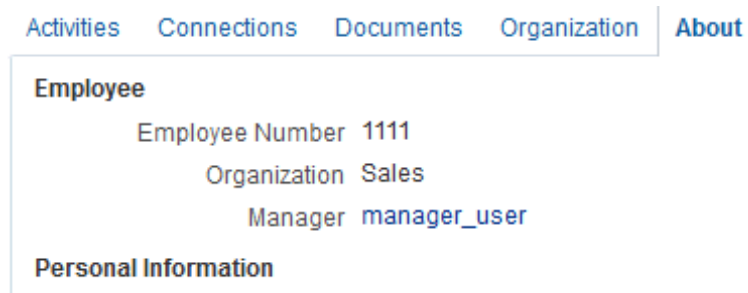 Activities Connections Documents Organization About
Employee
Employee Number 1111
Organization Sales
Manager manager_user
Personal Information